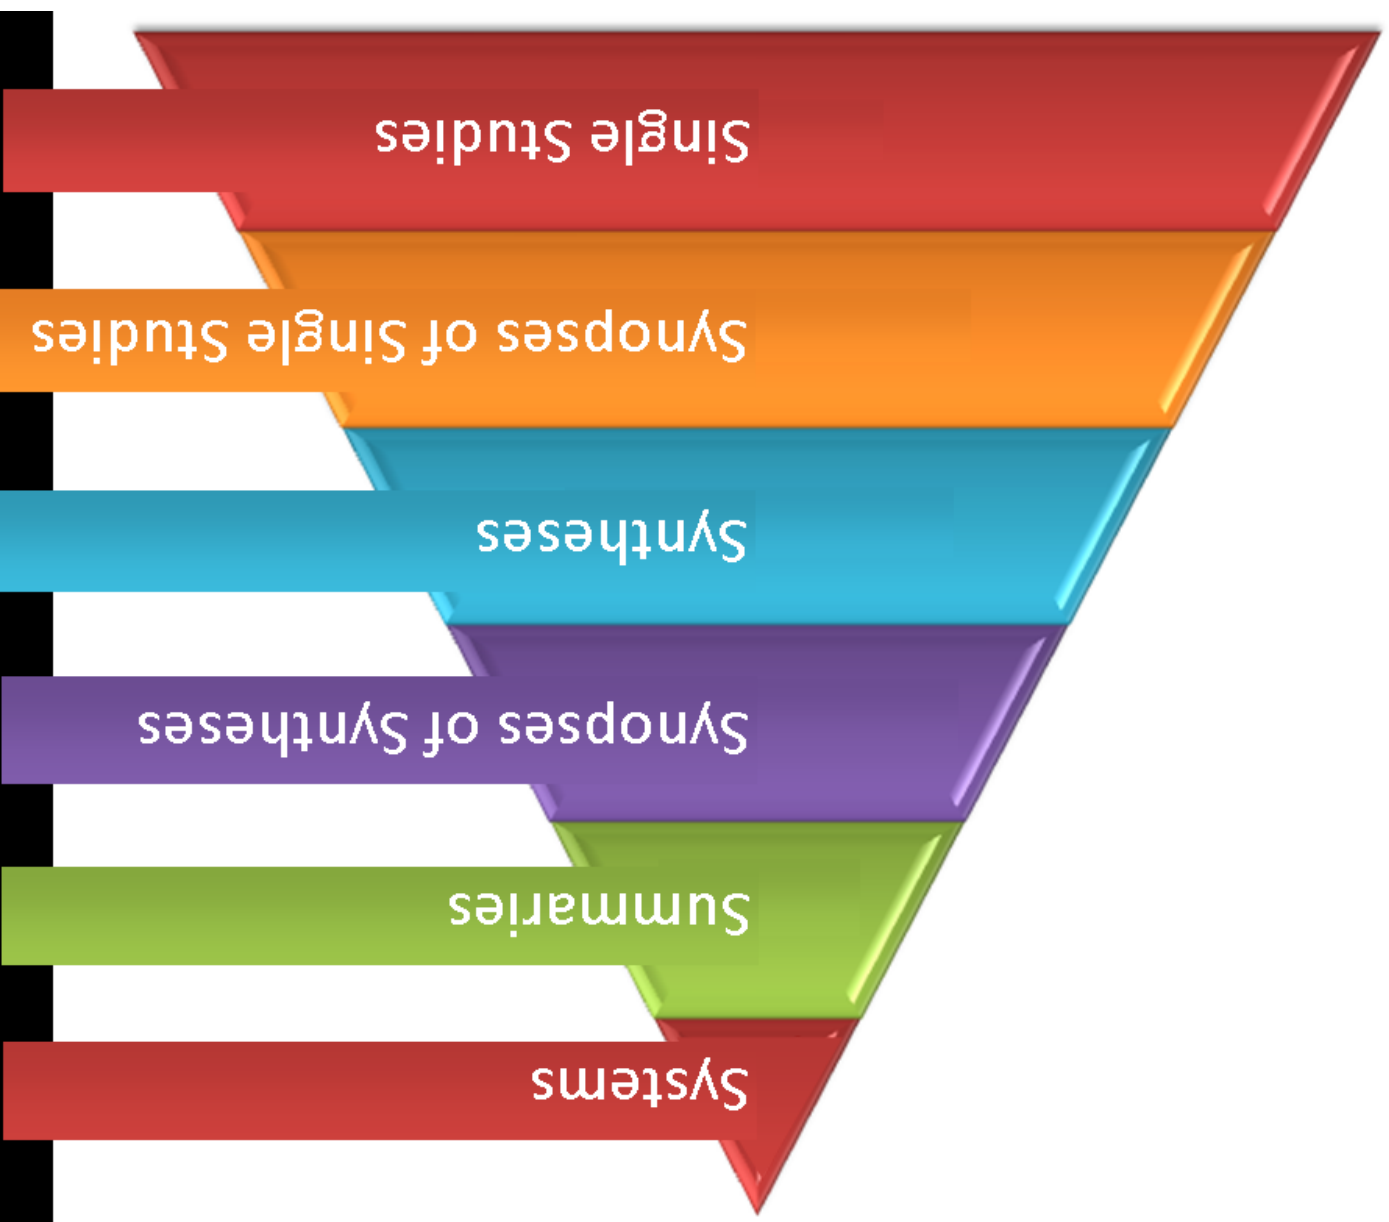 Systems
Summaries
Synopses of Syntheses
Syntheses
Synopses of Single Studies
Single Studies